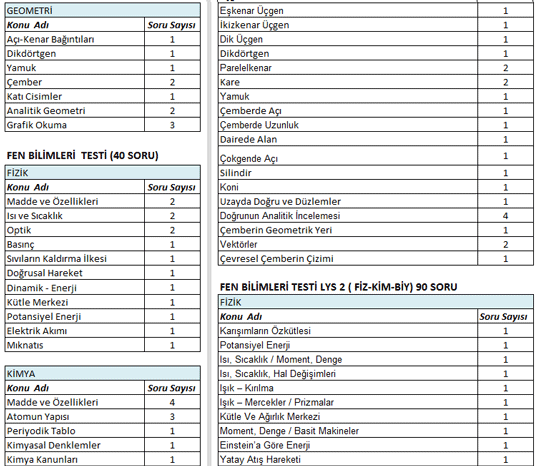 GEOMETRİ
Konu Adı Soru Sayısı
Açı-Kenar Bağıntıları 1
Dikdörtgen 1
Yamuk 1
Çember 2
Katı Cisimler 1
Analitik Geometri 2
Grafik Okuma 3
FEN BİLİMLERİ TESTİ (40 SORU)
FİZİK
Konu Adı Soru Sayısı
Madde ve Özellikleri 2
Isı ve Sıcaklık 2
Optik 2
Basınç 1
Sıvıların Kaldırma İlkesi 1
Doğrusal Hareket 1
Dinamik - Enerji 1
Kütle Merkezi 1
Potansiyel Enerji 1
Elektrik Akımı 1
Mıknatıs 1
KİMYA
Konu Adı Soru Sayısı
Madde ve Özellikleri 4
Atomun Yapısı 3
Periyodik Tablo 1
Kimyasal Denklemler 1
Kimya Kanunları 1
Eşkenar Üçgen 1
İkizkenar Üçgen 1
Dik Üçgen 1
Dikdörtgen 1
Parelelkenar 2
Kare 2
Yamuk 1
Çemberde Açı 1
Çemberde Uzunluk 1
Dairede Alan 1
Çokgende Açı 1
Silindir 1
Koni 1
Uzayda Doğru ve Düzlemler 1
Doğrunun Analitik İncelemesi 4
Çemberin Geometrik Yeri 1
Vektörler 2
Çevresel Çemberin Çizimi 1
FEN BİLİMLERİ TESTİ LYS 2 ( FİZ-KİM-BİY) 90 SORU
FİZİK
Konu Adı Soru Sayısı
Karışımların Özkütlesi 1
Potansiyel Enerji 1
Isı, Sıcaklık / Moment, Denge 1
Isı, Sıcaklık, Hal Değişimleri 1
Işık – Kırılma 1
Işık – Mercekler / Prizmalar 1
Kütle Ve Ağırlık Merkezi 1
Moment, Denge / Basit Makineler 1
Einstein'a Göre Enerji 1
Yatay Atış Hareketi 1